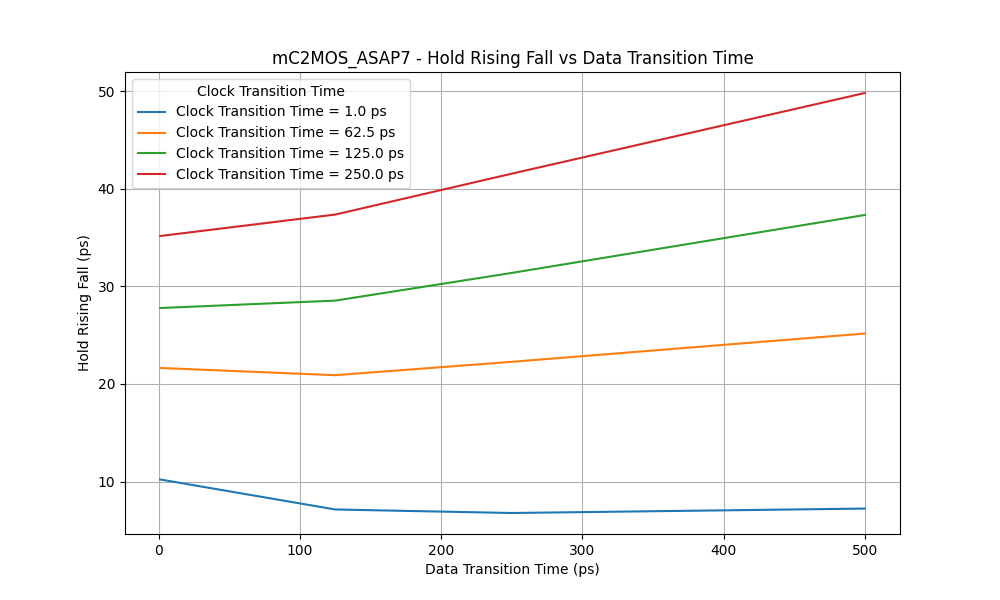 mC2MOS_ASAP7 - Hold Rising Fall vs Data Transition Time
Clock Transition Time
Clock Transition Time = 1.0 ps
Clock Transition Time = 62.5 ps
Clock Transition Time = 125.0 ps
Clock Transition Time = 250.0 ps
Hold Rising Fall (ps)
50
40
30
20
10
0
100
200
300
400
500
Data Transition Time (ps)